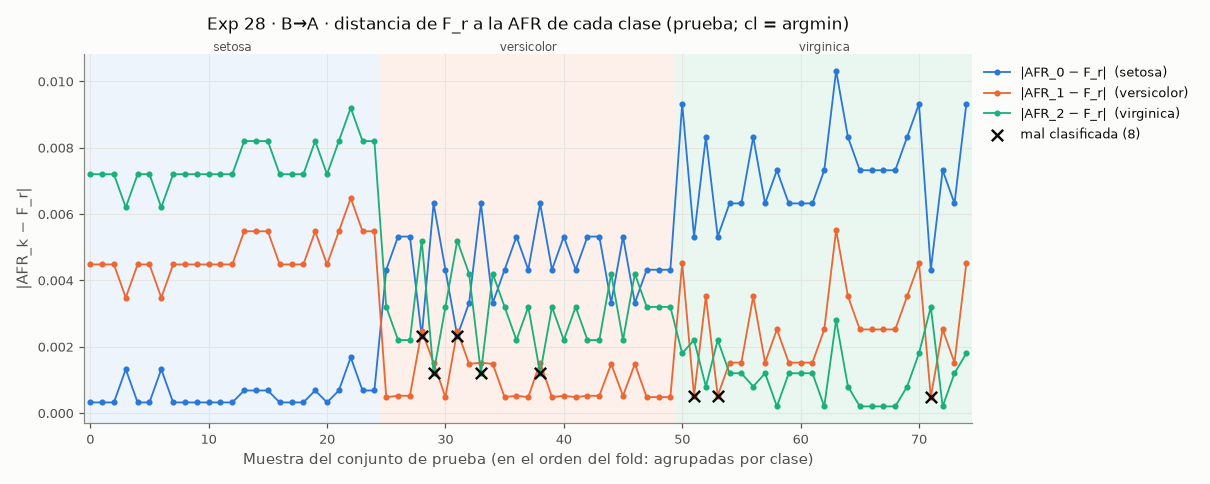 Exp 28 · B→A · distancia de F_r a la AFR de cada clase (prueba; cl = argmin)
setosa
versicolor
virginica
|AFR_0 − F_r| (setosa)
|AFR_1 − F_r| (versicolor)
|AFR_2 − F_r| (virginica)
mal clasificada (8)
|AFR_k − F_r|
0.010
0.008
0.006
0.004
0.002
0.000
0 10 20 30 40 50 60 70
Muestra del conjunto de prueba (en el orden del fold: agrupadas por clase)